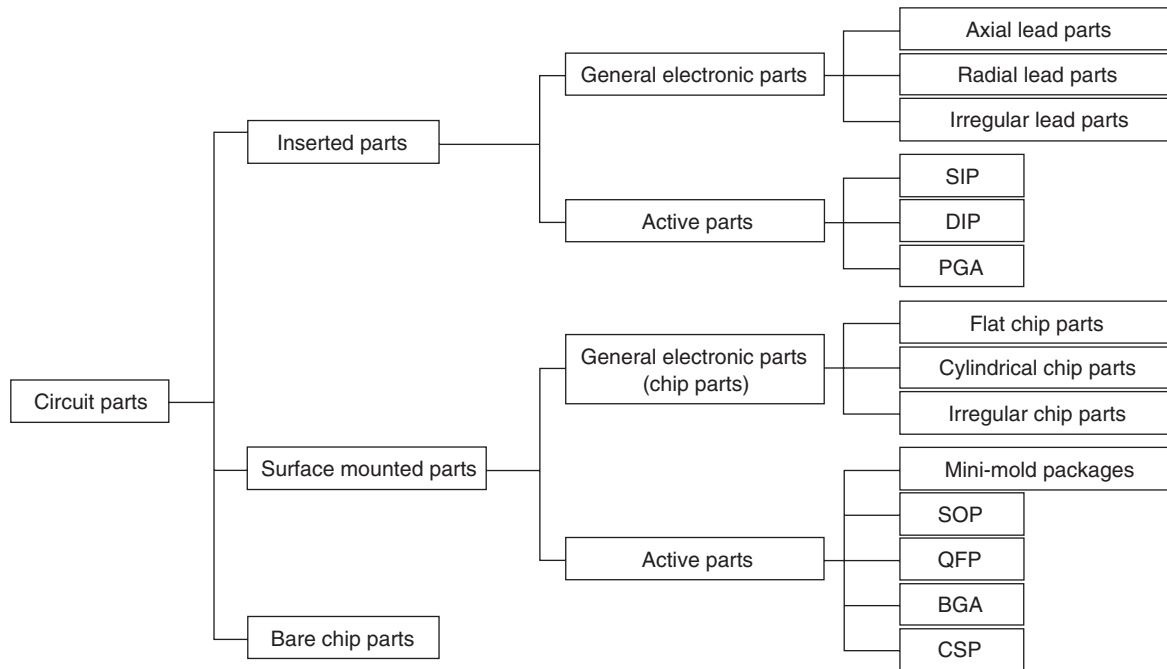 Circuit parts
Inserted parts
General electronic parts
Axial lead parts
Radial lead parts
Irregular lead parts
Active parts
SIP
DIP
PGA
Surface mounted parts
General electronic parts
(chip parts)
Flat chip parts
Cylindrical chip parts
Irregular chip parts
Active parts
Mini-mold packages
SOP
QFP
BGA
CSP
Bare chip parts